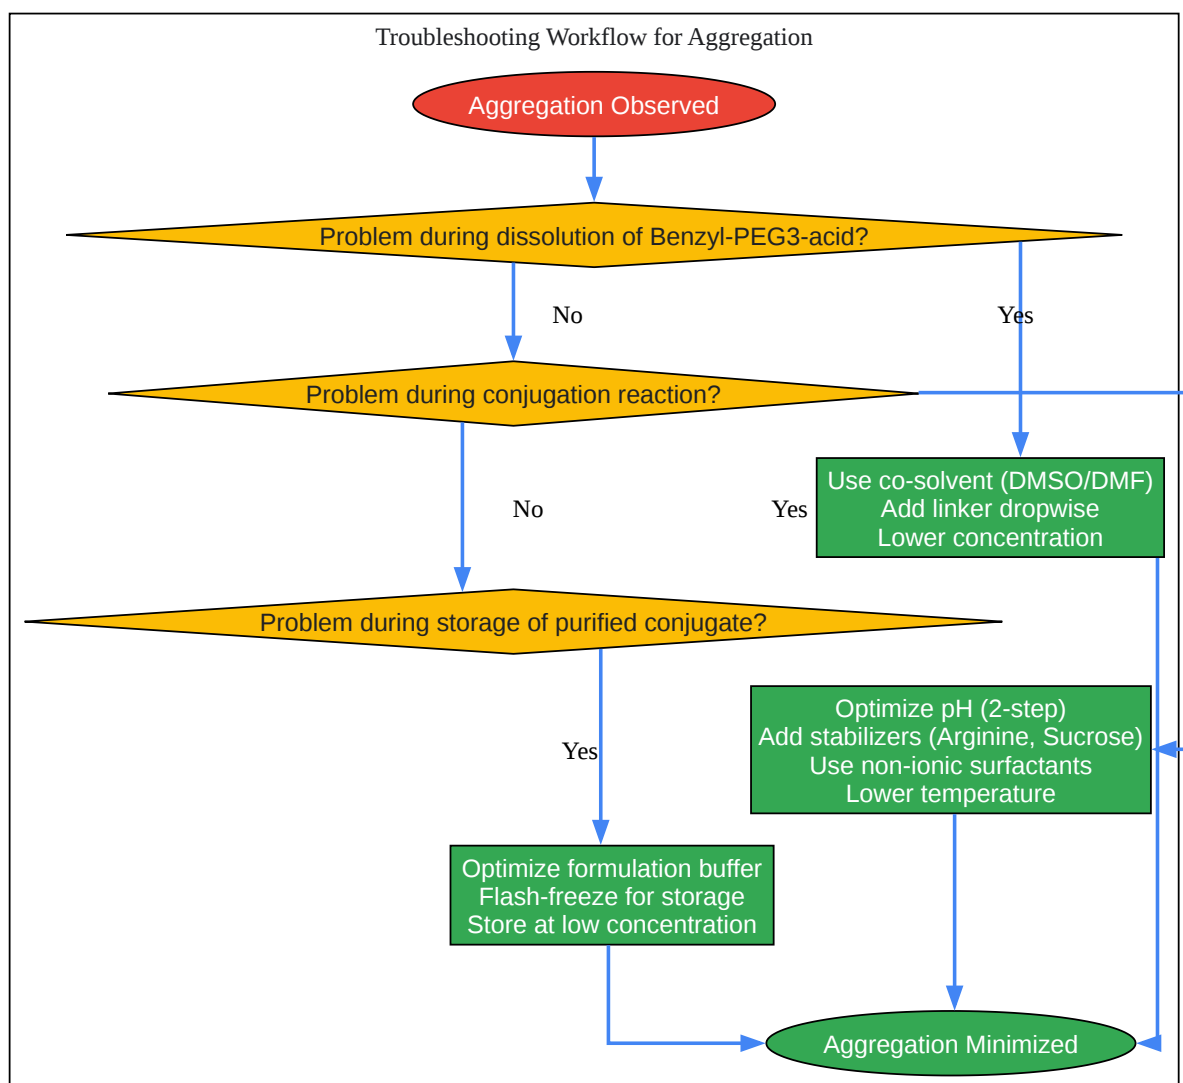 Troubleshooting Workflow for Aggregation
Aggregation Observed
Problem during dissolution of Benzyl-PEG3-acid?
No
Yes
Problem during conjugation reaction?
Use co-solvent (DMSO/DMF)
Add linker dropwise
Lower concentration
No
Yes
Problem during storage of purified conjugate?
Optimize pH (2-step)
Add stabilizers (Arginine, Sucrose)
Use non-ionic surfactants
Lower temperature
Yes
Optimize formulation buffer
Flash-freeze for storage
Store at low concentration
Aggregation Minimized